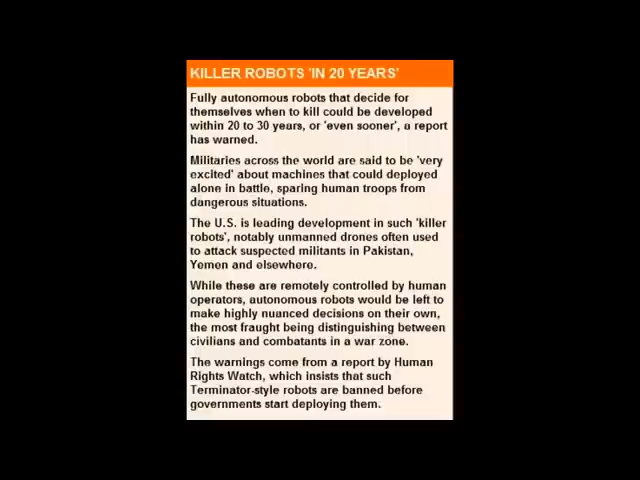 KILLER ROBOTS 'IN 20 YEARS'
Fully autonomous robots that decide for
themselves when to kill could be developed
within 20 to 30 years, or 'even sooner', a report
has warned.
Militaries across the world are said to be 'very
excited' about machines that could deployed
alone in battle, sparing human troops from
dangerous situations.
The U.S. is leading development in such 'killer
robots', notably unmanned drones often used
to attack suspected militants in Pakistan,
Yemen and elsewhere.
While these are remotely controlled by human
operators, autonomous robots would be left to
make highly nuanced decisions on their own,
the most fraught being distinguishing between
civilians and combatants in a war zone.
The warnings come from a report by Human
Rights Watch, which insists that such
Terminator-style robots are banned before
governments start deploying them.